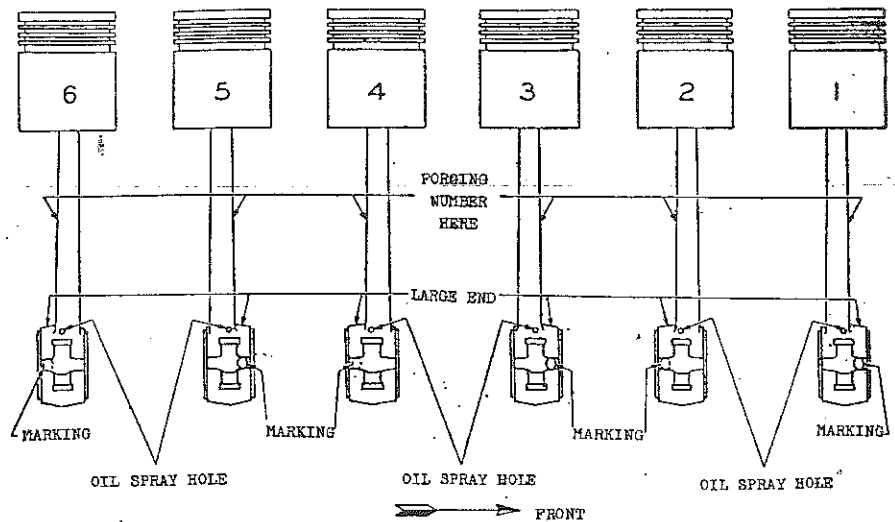 6 5 4 3 2 1
FORGING
NUMBER
HERE
LARGE END
MARKING MARKING MARKING MARKING
OIL SPRAY HOLE OIL SPRAY HOLE OIL SPRAY HOLE
FRONT